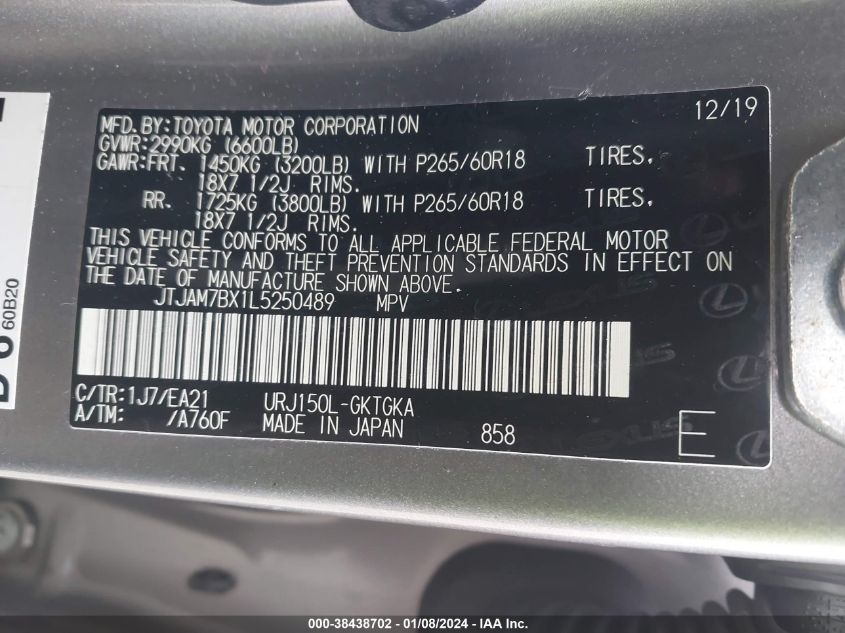 12/19
MFD.BY:TOYOTA MOTOR CORPORATION
GVWR:2990KG (6600LB)
GAWR:FRT. 1450KG (3200LB) WITH P265/60R18 TIRES,
18X7 1/2J RIMS.
RR. 1725KG (3800LB) WITH P265/60R18 TIRES,
18X7 1/2J RIMS.
THIS VEHICLE CONFORMS TO ALL APPLICABLE FEDERAL MOTOR
VEHICLE SAFETY AND THEFT PREVENTION STANDARDS IN EFFECT ON
THE DATE OF MANUFACTURE SHOWN ABOVE.
JTJAM7BX1L5250489 MPV
C/TR:1J7/EA21 URJ150L-GKTGKA
A/TM: /A760F MADE IN JAPAN 858
E
60B20
000-38438702 - 01/08/2024 - IAA Inc.